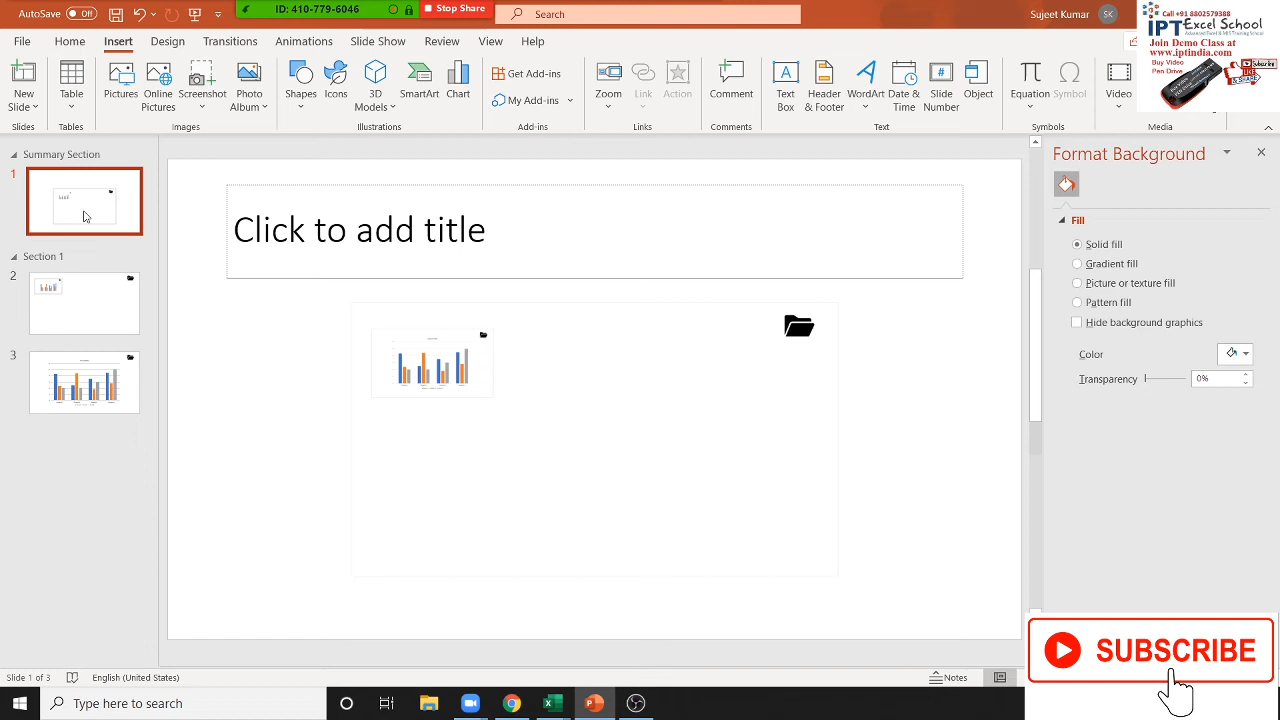 AutoSave Off
ID: 410-779-6046
Stop Share
Search
Sujeet Kumar
SK
Call +91 8802579388
IPT Excel School
Advanced Excel & MIS Training School
Join Demo Class at
www.iptindia.com
Buy Video
Pen Drive
File Home Insert Design Transitions Animations Slide Show Review View Help
New Slide
Table
Pictures
Online Pictures
Screenshot
Photo Album
Shapes
Icons
3D Models
SmartArt
Chart
Get Add-ins
My Add-ins
Zoom
Link
Action
Comment
Text Box
Header & Footer
WordArt
Date & Time
Slide Number
Object
Equation
Symbol
Video
Slides Tables Images Illustrations Add-ins Links Comments Text Symbols Media
Summary Section
1
Section 1
2
3
Click to add title
Format Background
Fill
Solid fill
Gradient fill
Picture or texture fill
Pattern fill
Hide background graphics
Color
Transparency 0%
SUBSCRIBE
Slide 1 of 3
English (United States)
Notes
Type here to search